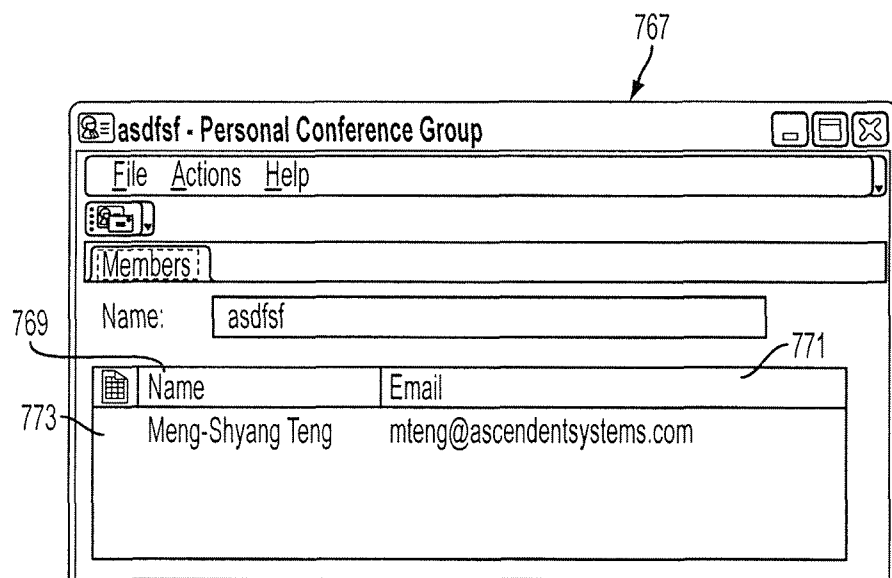 767
asdfsf - Personal Conference Group
File Actions Help
Members
Name: asdfsf
769
771
Name Email
773
Meng-Shyang Teng mteng@ascendentsystems.com